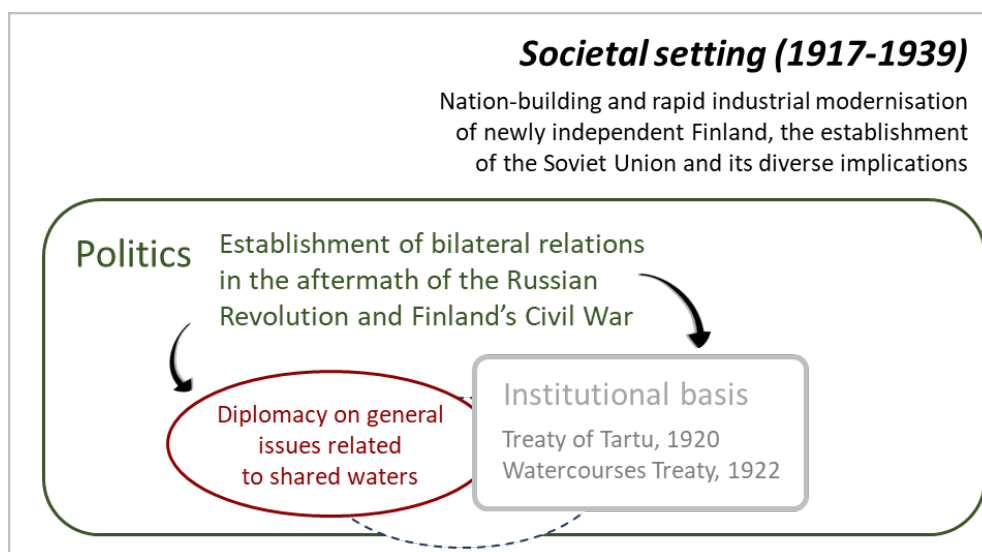 Societal setting (1917-1939)
Nation-building and rapid industrial modernisation
of newly independent Finland, the establishment
of the Soviet Union and its diverse implications
Politics
Establishment of bilateral relations
in the aftermath of the Russian
Revolution and Finland’s Civil War
Diplomacy on general
issues related
to shared waters
Institutional basis
Treaty of Tartu, 1920
Watercourses Treaty, 1922